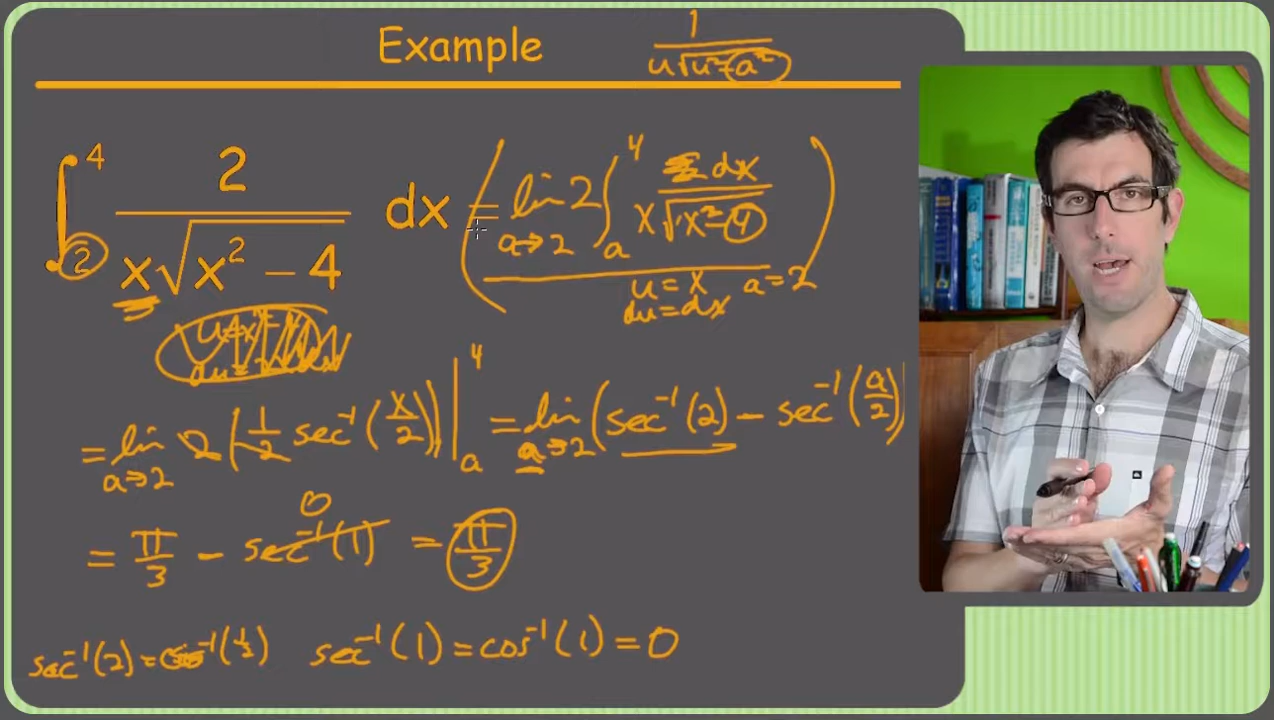 Example
1/(u√(u²-a²))
∫₂⁴ 2/(x√(x² - 4)) dx = (lim a→2 2∫ₐ⁴ dx/(x√(x²-4)))
u = x a = 2
du = dx
= lim a→2 2(1/2 sec⁻¹(x/2))|ₐ⁴ = lim a→2 (sec⁻¹(2) - sec⁻¹(a/2))
0
= π/3 - sec⁻¹(1) = π/3
sec⁻¹(2) = cos⁻¹(1/2) sec⁻¹(1) = cos⁻¹(1) = 0